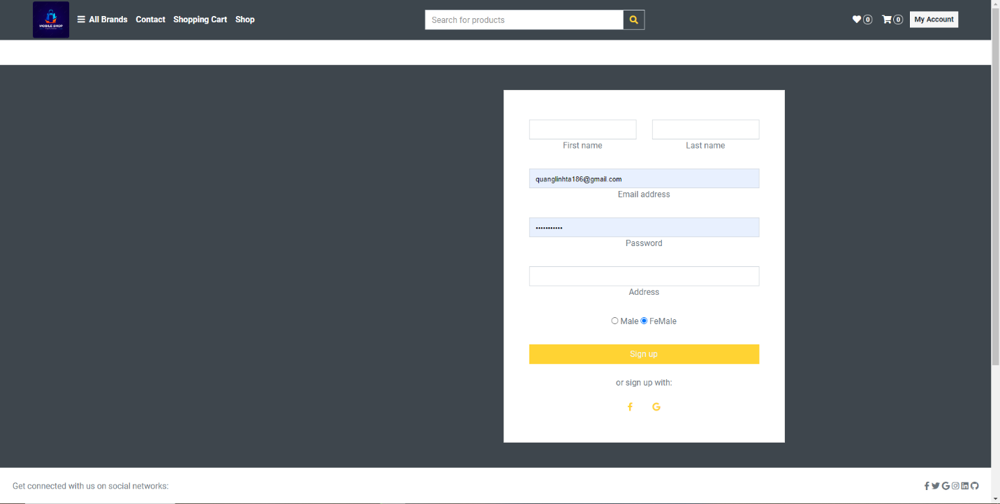 MOBILE SHOP
All Brands Contact Shopping Cart Shop
Search for products
0 0 My Account
First name Last name
quanglinhta186@gmail.com
Email address
•••••••••••
Password
Address
Male FeMale
Sign up
or sign up with:
Get connected with us on social networks: